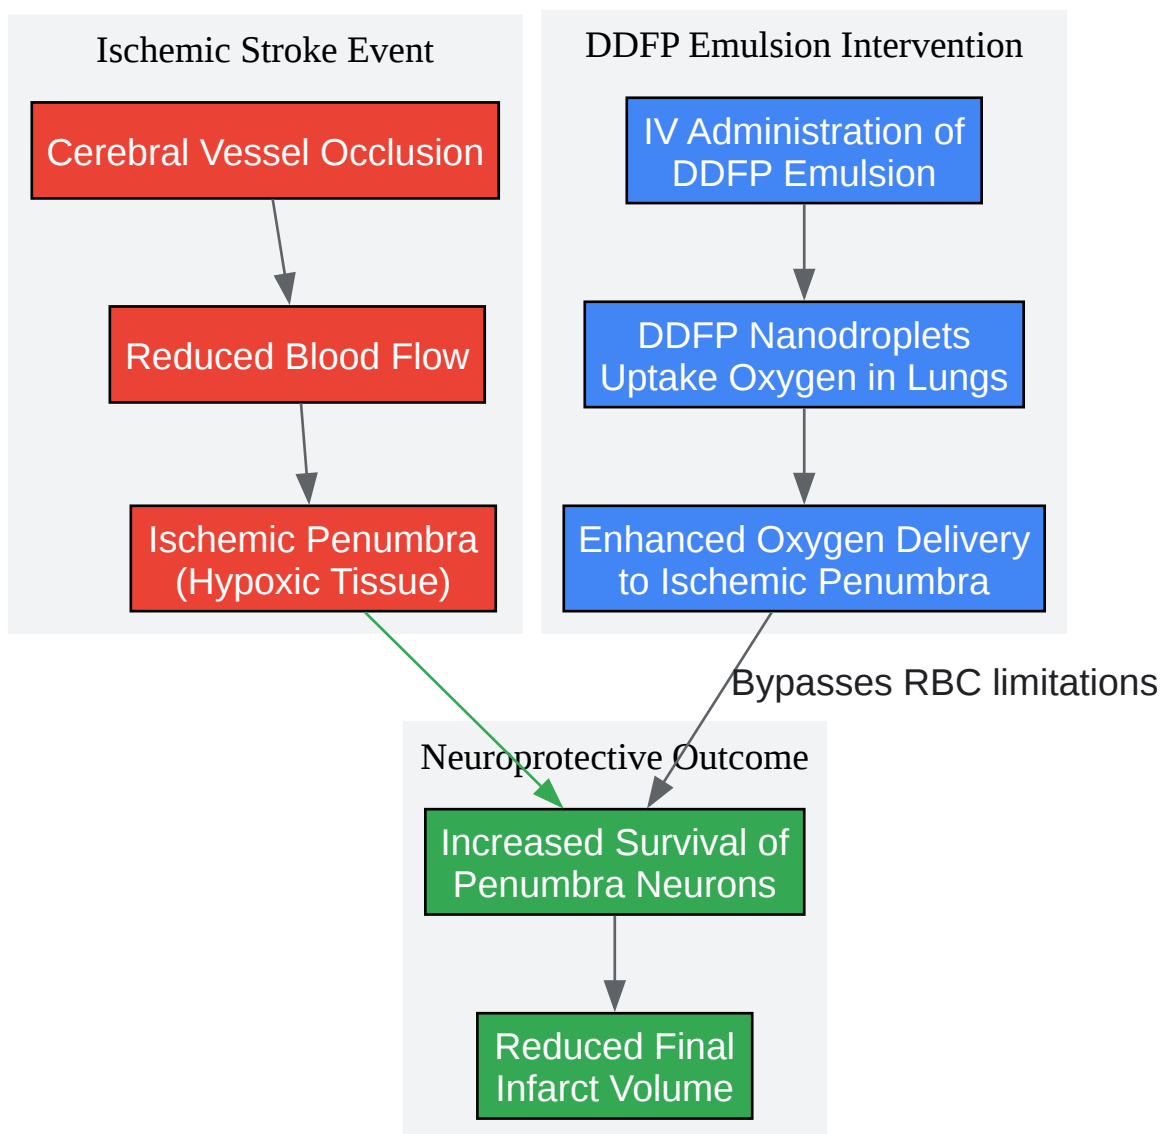 Ischemic Stroke Event
Cerebral Vessel Occlusion
Reduced Blood Flow
Ischemic Penumbra
(Hypoxic Tissue)
DDFP Emulsion Intervention
IV Administration of
DDFP Emulsion
DDFP Nanodroplets
Uptake Oxygen in Lungs
Enhanced Oxygen Delivery
to Ischemic Penumbra
Bypasses RBC limitations
Neuroprotective Outcome
Increased Survival of
Penumbra Neurons
Reduced Final
Infarct Volume